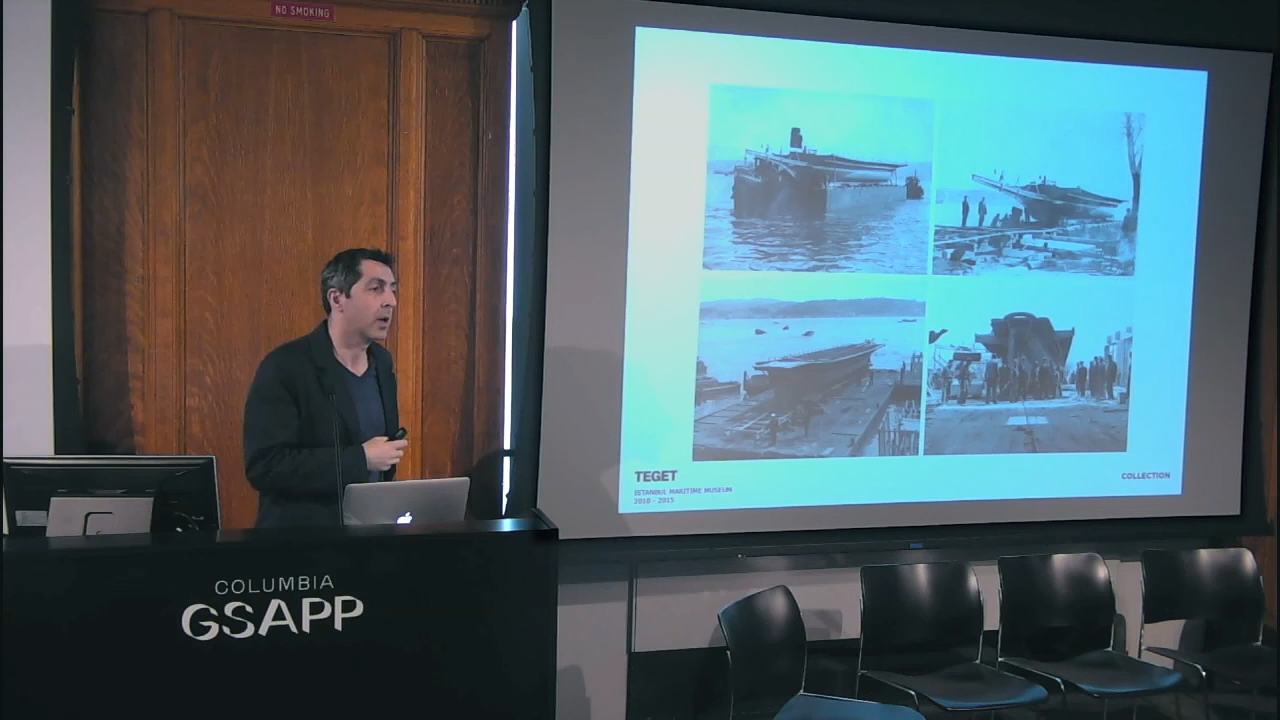 NO SMOKING
TEGET
ISTANBUL MARITIME MUSEUM
2010 - 2015
COLLECTION
COLUMBIA
GSAPP